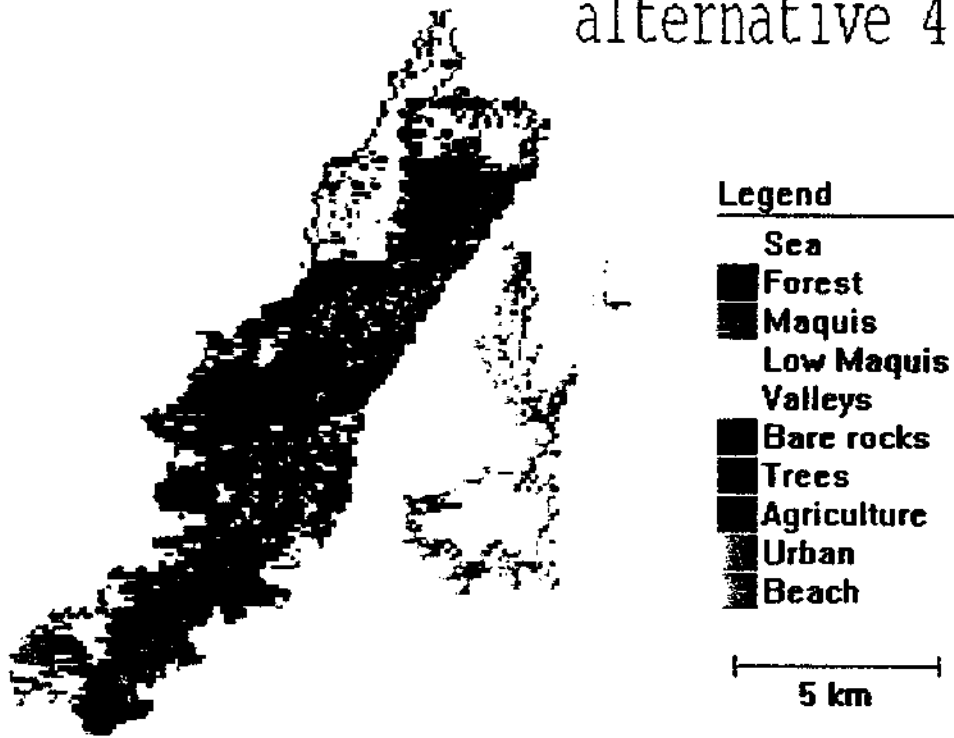 alternative 4
Legend
Sea
Forest
Maquis
Low Maquis
Valleys
Bare rocks
Trees
Agriculture
Urban
Beach
5 km